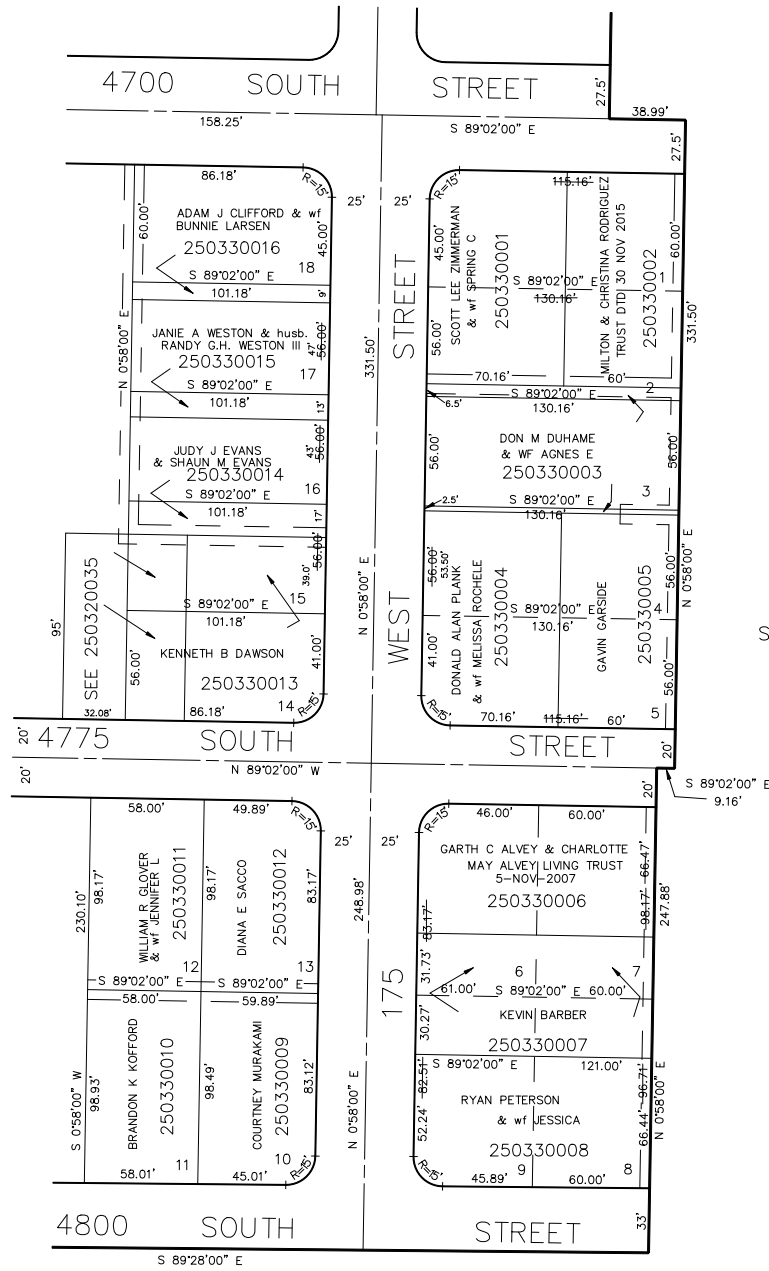 4700 SOUTH STREET
27.5'
38.99'
158.25'
S 89°02'00" E
27.5'
86.18'
R=15'
25'
25'
R=15'
115.16'
60.00'
ADAM J CLIFFORD & wf
BUNNIE LARSEN
250330016
45.00'
18
S 89°02'00" E
101.18'
9'
N 0°58'00" E
45.00'
SCOTT LEE ZIMMERMAN
& wf SPRING C
250330001
S 89°02'00" E
130.16'
MILTON & CHRISTINA RODRIGUEZ
TRUST DTD 30 NOV 2015
250330002
60.00'
1
331.50'
JANIE A WESTON & husb.
RANDY G.H. WESTON III
250330015
47'
56.00'
17
S 89°02'00" E
101.18'
13'
331.50'
STREET
56.00'
70.16'
60'
2
S 89°02'00" E
130.16'
6.5'
JUDY J EVANS
& SHAUN M EVANS
250330014
43'
56.00'
16
S 89°02'00" E
101.18'
17'
56.00'
DON M DUHAME
& WF AGNES E
250330003
56.00'
3
2.5'
S 89°02'00" E
130.16'
95'
SEE 250320035
56.00'
39.0'
15
S 89°02'00" E
101.18'
56.00'
KENNETH B DAWSON
250330013
41.00'
14
32.08'
86.18'
R=15'
N 0°58'00" E
WEST
56.00'
53.50'
41.00'
DONALD ALAN PLANK
& wf MELISSA ROCHELE
250330004
S 89°02'00" E
130.16'
GAVIN GARSIDE
250330005
56.00'
4
56.00'
5
N 0°58'00" E
S
R=15'
70.16'
115.16'
60'
20'
4775 SOUTH STREET
20'
20'
N 89°02'00" W
20'
S 89°02'00" E
9.16'
58.00'
49.89'
R=15'
25'
25'
R=15'
46.00'
60.00'
230.10'
98.17'
WILLIAM R GLOVER
& wf JENNIFER L
250330011
12
98.17'
DIANA E SACCO
250330012
83.17'
13
S 89°02'00" E
58.00'
59.89'
248.98'
GARTH C ALVEY & CHARLOTTE
MAY ALVEY LIVING TRUST
5-NOV-2007
250330006
83.17'
66.47'
98.17'
247.88'
31.73'
6
7
61.00'
S 89°02'00" E
60.00'
175
KEVIN BARBER
250330007
30.27'
S 89°02'00" E
121.00'
S 0°58'00" W
98.93'
BRANDON K KOFFORD
250330010
11
98.49'
COURTNEY MURAKAMI
250330009
83.12'
10
58.01'
45.01'
R=15'
N 0°58'00" E
82.51'
52.24'
RYAN PETERSON
& wf JESSICA
250330008
96.71'
66.44'
N 0°58'00" E
9
8
R=15'
45.89'
60.00'
4800 SOUTH STREET
33'
S 89°28'00" E